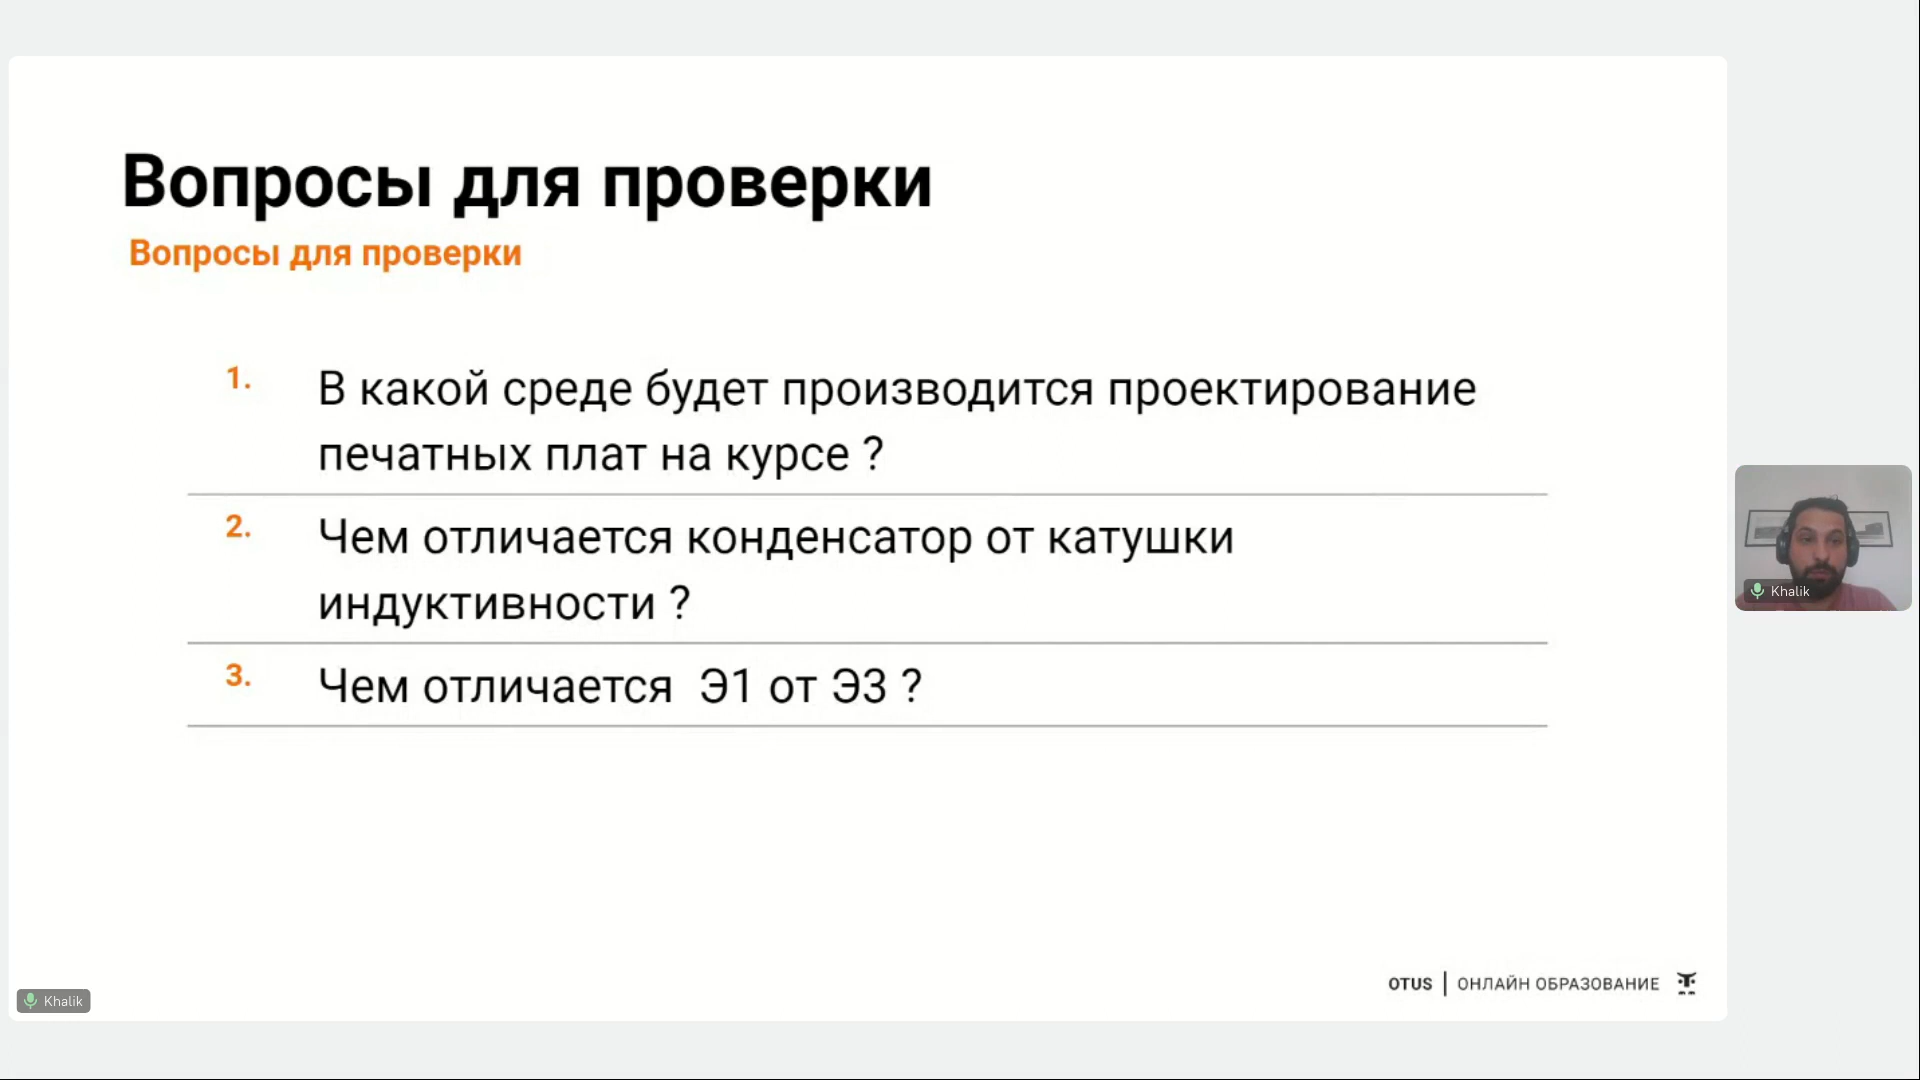 Вопросы для проверки
Вопросы для проверки
1. В какой среде будет производится проектирование
печатных плат на курсе ?
2. Чем отличается конденсатор от катушки
индуктивности ?
3. Чем отличается Э1 от Э3 ?
Khalik
OTUS | ОНЛАЙН ОБРАЗОВАНИЕ
Khalik